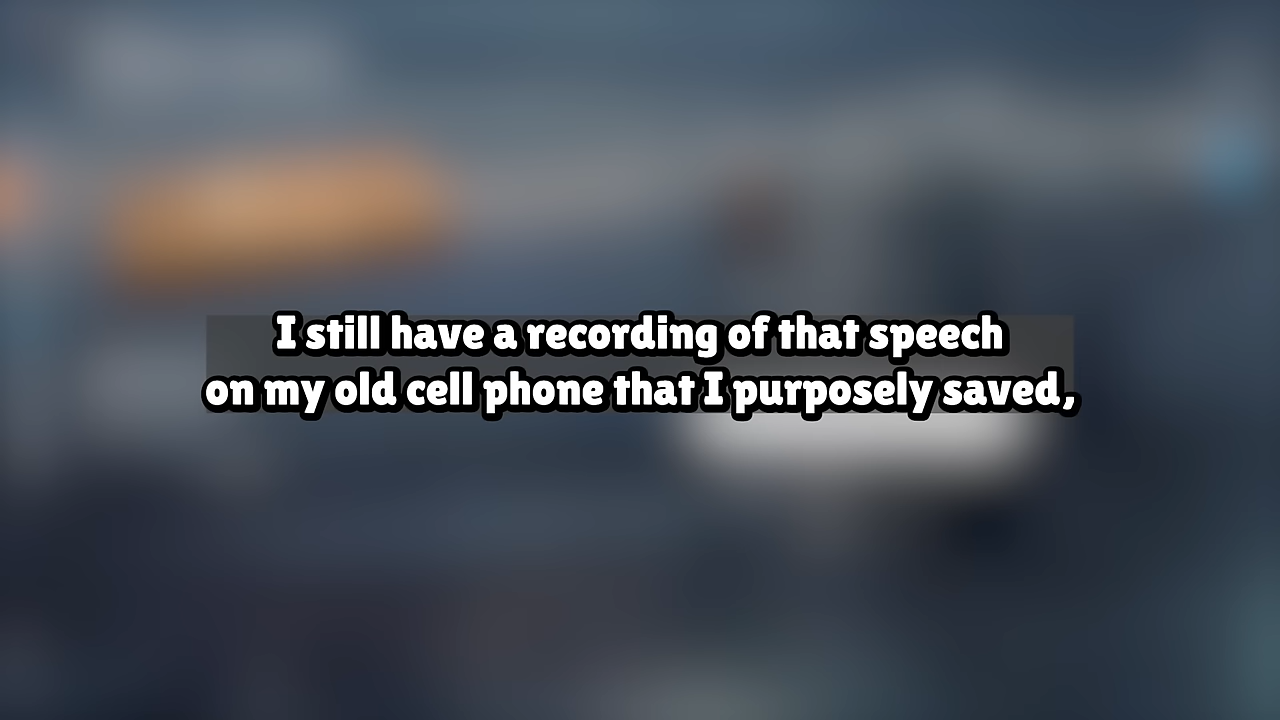 I still have a recording of that speech
on my old cell phone that I purposely saved,